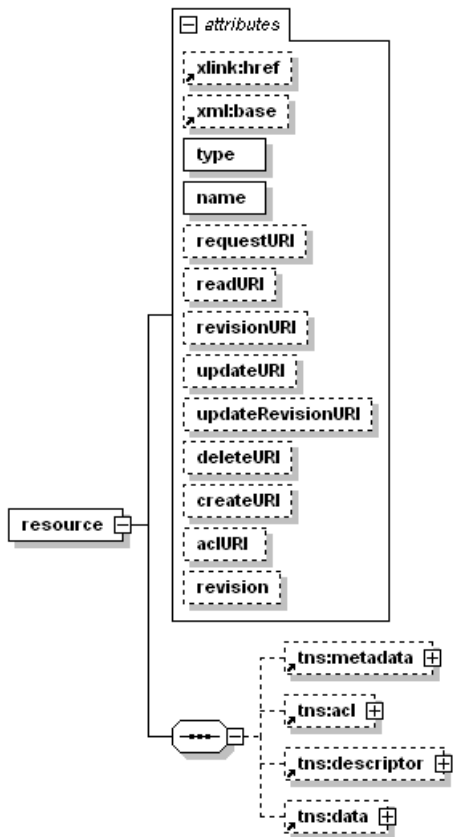 attributes
xlink:href
xml:base
type
name
requestURI
readURI
revisionURI
updateURI
updateRevisionURI
deleteURI
createURI
aclURI
revision
resource
tns:metadata
tns:acl
tns:descriptor
tns:data